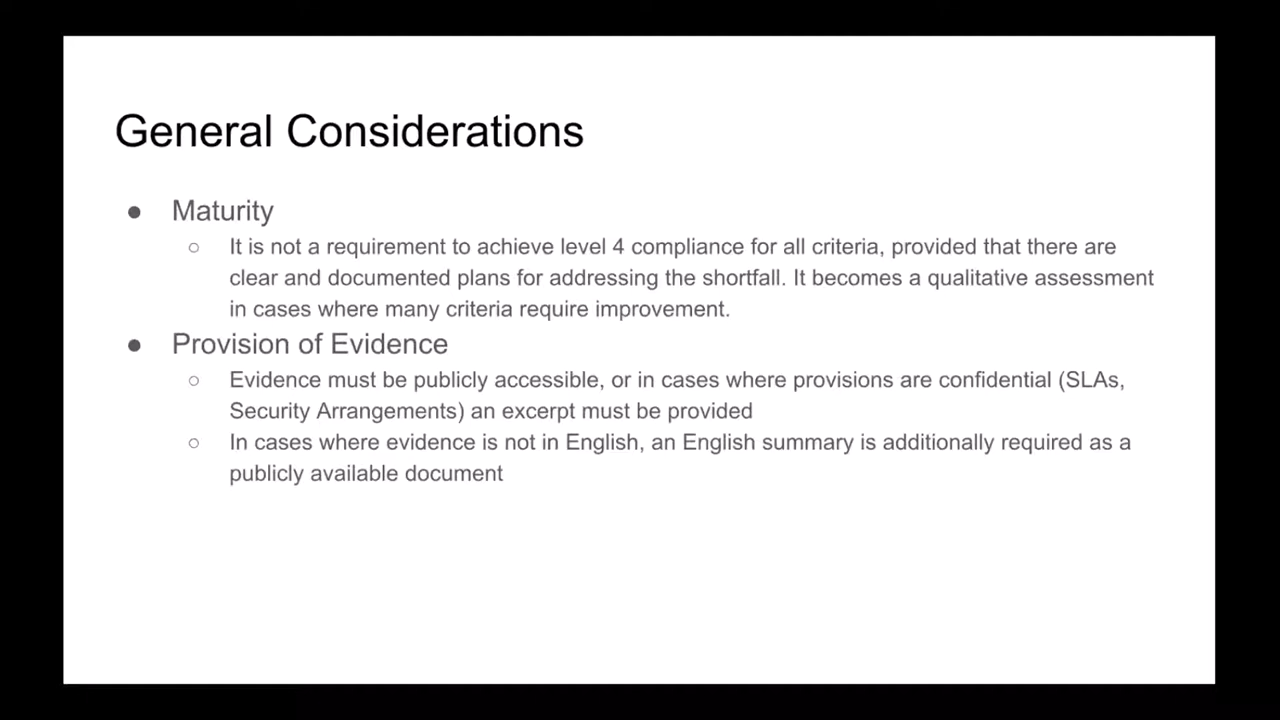 General Considerations
● Maturity
○ It is not a requirement to achieve level 4 compliance for all criteria, provided that there are
clear and documented plans for addressing the shortfall. It becomes a qualitative assessment
in cases where many criteria require improvement.
● Provision of Evidence
○ Evidence must be publicly accessible, or in cases where provisions are confidential (SLAs,
Security Arrangements) an excerpt must be provided
○ In cases where evidence is not in English, an English summary is additionally required as a
publicly available document